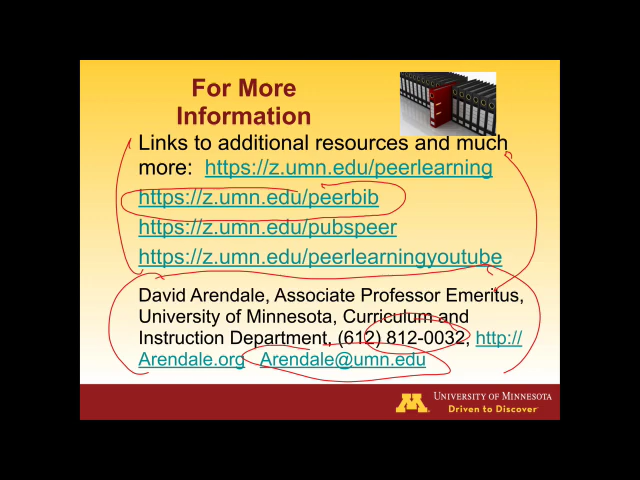 For More
Information
Links to additional resources and much
more:  https://z.umn.edu/peerlearning
https://z.umn.edu/peerbib
https://z.umn.edu/pubspeer
https://z.umn.edu/peerlearningyoutube
David Arendale, Associate Professor Emeritus,
University of Minnesota, Curriculum and
Instruction Department, (612) 812-0032, http://
Arendale.org   Arendale@umn.edu
UNIVERSITY OF MINNESOTA
Driven to Discover